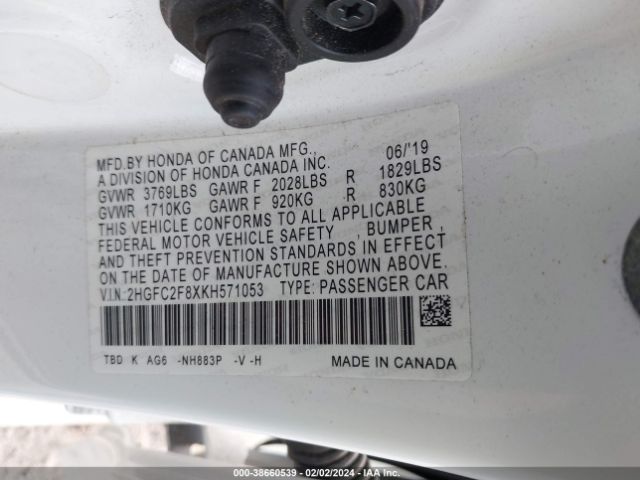 MFD.BY HONDA OF CANADA MFG., 06/'19
A DIVISION OF HONDA CANADA INC.
GVWR 3769LBS GAWR F 2028LBS R 1829LBS
GVWR 1710KG GAWR F 920KG R 830KG
THIS VEHICLE CONFORMS TO ALL APPLICABLE
FEDERAL MOTOR VEHICLE SAFETY , BUMPER ,
AND THEFT PREVENTION STANDARDS IN EFFECT
ON THE DATE OF MANUFACTURE SHOWN ABOVE.
V.I.N: 2HGFC2F8XKH571053 TYPE: PASSENGER CAR
TBD K AG6 -NH883P -V -H MADE IN CANADA
000-38660539 - 02/02/2024 - IAA Inc.